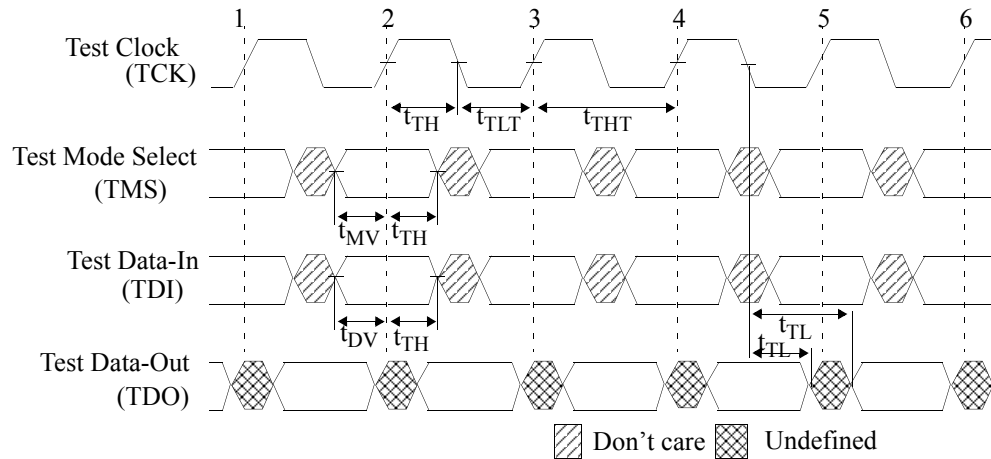 1 2 3 4 5 6
Test Clock
(TCK)
tTH tTLT tTHT
Test Mode Select
(TMS)
tMV tTH
Test Data-In
(TDI)
tDV tTH
tTL
tTL
Test Data-Out
(TDO)
Don’t care Undefined